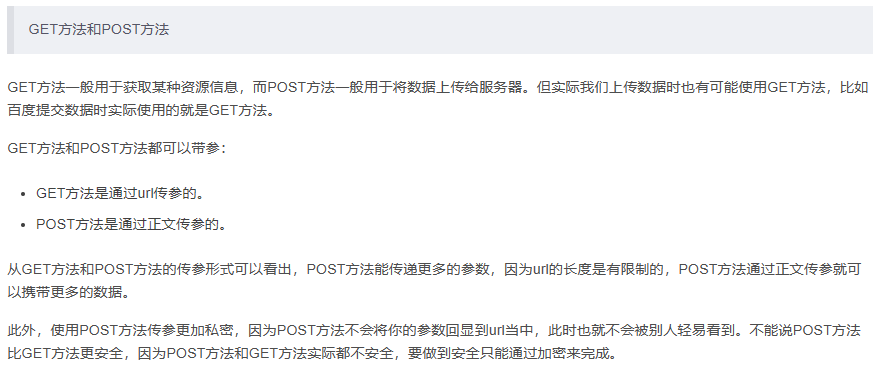 GET方法和POST方法
GET方法一般用于获取某种资源信息，而POST方法一般用于将数据上传给服务器。但实际我们上传数据时也有可能使用GET方法，比如
百度提交数据时实际使用的就是GET方法。
GET方法和POST方法都可以带参：
• GET方法是通过url传参的。
• POST方法是通过正文传参的。
从GET方法和POST方法的传参形式可以看出，POST方法能传递更多的参数，因为url的长度是有限制的，POST方法通过正文传参就可
以携带更多的数据。
此外，使用POST方法传参更加私密，因为POST方法不会将你的参数回显到url当中，此时也就不会被别人轻易看到。不能说POST方法
比GET方法更安全，因为POST方法和GET方法实际都不安全，要做到安全只能通过加密来完成。